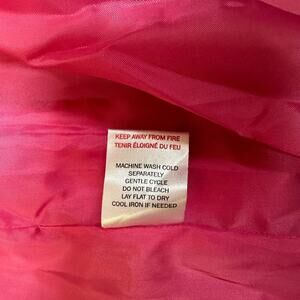 KEEP AWAY FROM FIRE
TENIR ÉLOIGNÉ DU FEU
MACHINE WASH COLD
SEPARATELY
GENTLE CYCLE
DO NOT BLEACH
LAY FLAT TO DRY
COOL IRON IF NEEDED